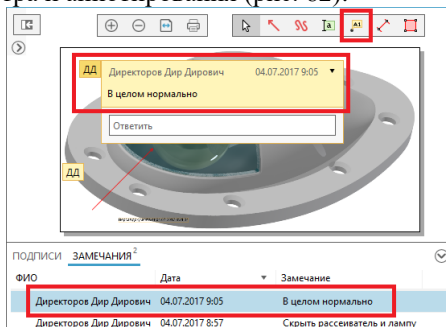 ра и аннотирования (рис. 82).
ДД Директоров Дир Дирович 04.07.2017 9:05
В целом нормально
Ответить
ДД
ПОДПИСИ ЗАМЕЧАНИЯ 2
ФИО Дата Замечание
Директоров Дир Дирович 04.07.2017 9:05 В целом нормально
Директоров Дир Дирович 04.07.2017 8:57 Скрыть рассеиватель и лампу